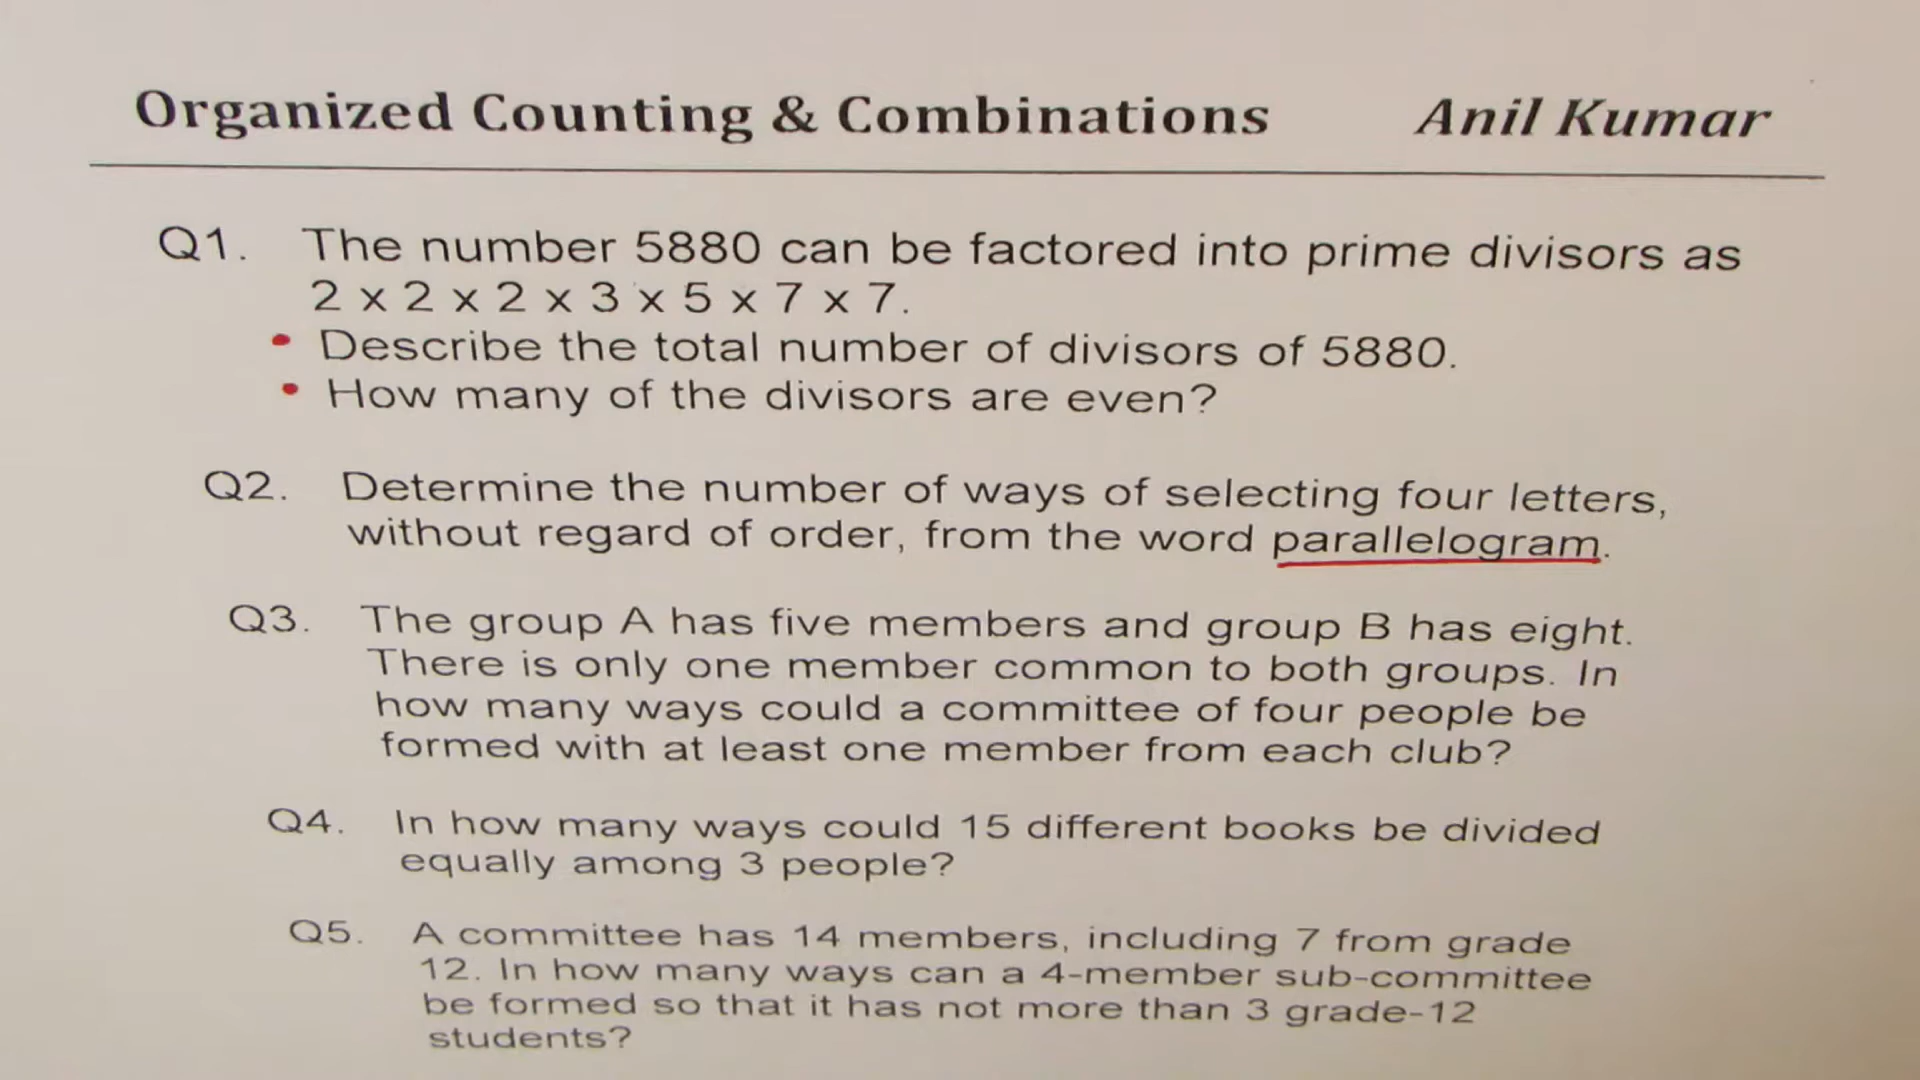 Organized Counting & Combinations Anil Kumar
Q1. The number 5880 can be factored into prime divisors as
2 x 2 x 2 x 3 x 5 x 7 x 7.
• Describe the total number of divisors of 5880.
• How many of the divisors are even?
Q2. Determine the number of ways of selecting four letters,
without regard of order, from the word parallelogram.
Q3. The group A has five members and group B has eight.
There is only one member common to both groups. In
how many ways could a committee of four people be
formed with at least one member from each club?
Q4. In how many ways could 15 different books be divided
equally among 3 people?
Q5. A committee has 14 members, including 7 from grade
12. In how many ways can a 4-member sub-committee
be formed so that it has not more than 3 grade-12
students?